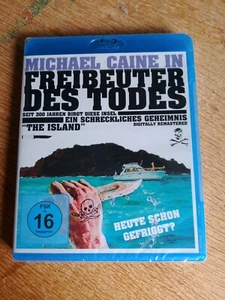 MICHAEL CAINE IN
FREIBEUTER
DES TODES
SEIT 300 JAHREN BIRGT DIESE INSEL
EIN SCHRECKLICHES GEHEIMNIS
"THE ISLAND"
DIGITALLY REMASTERED
FSK
16
HEUTE SCHON
GEFRIGGT?